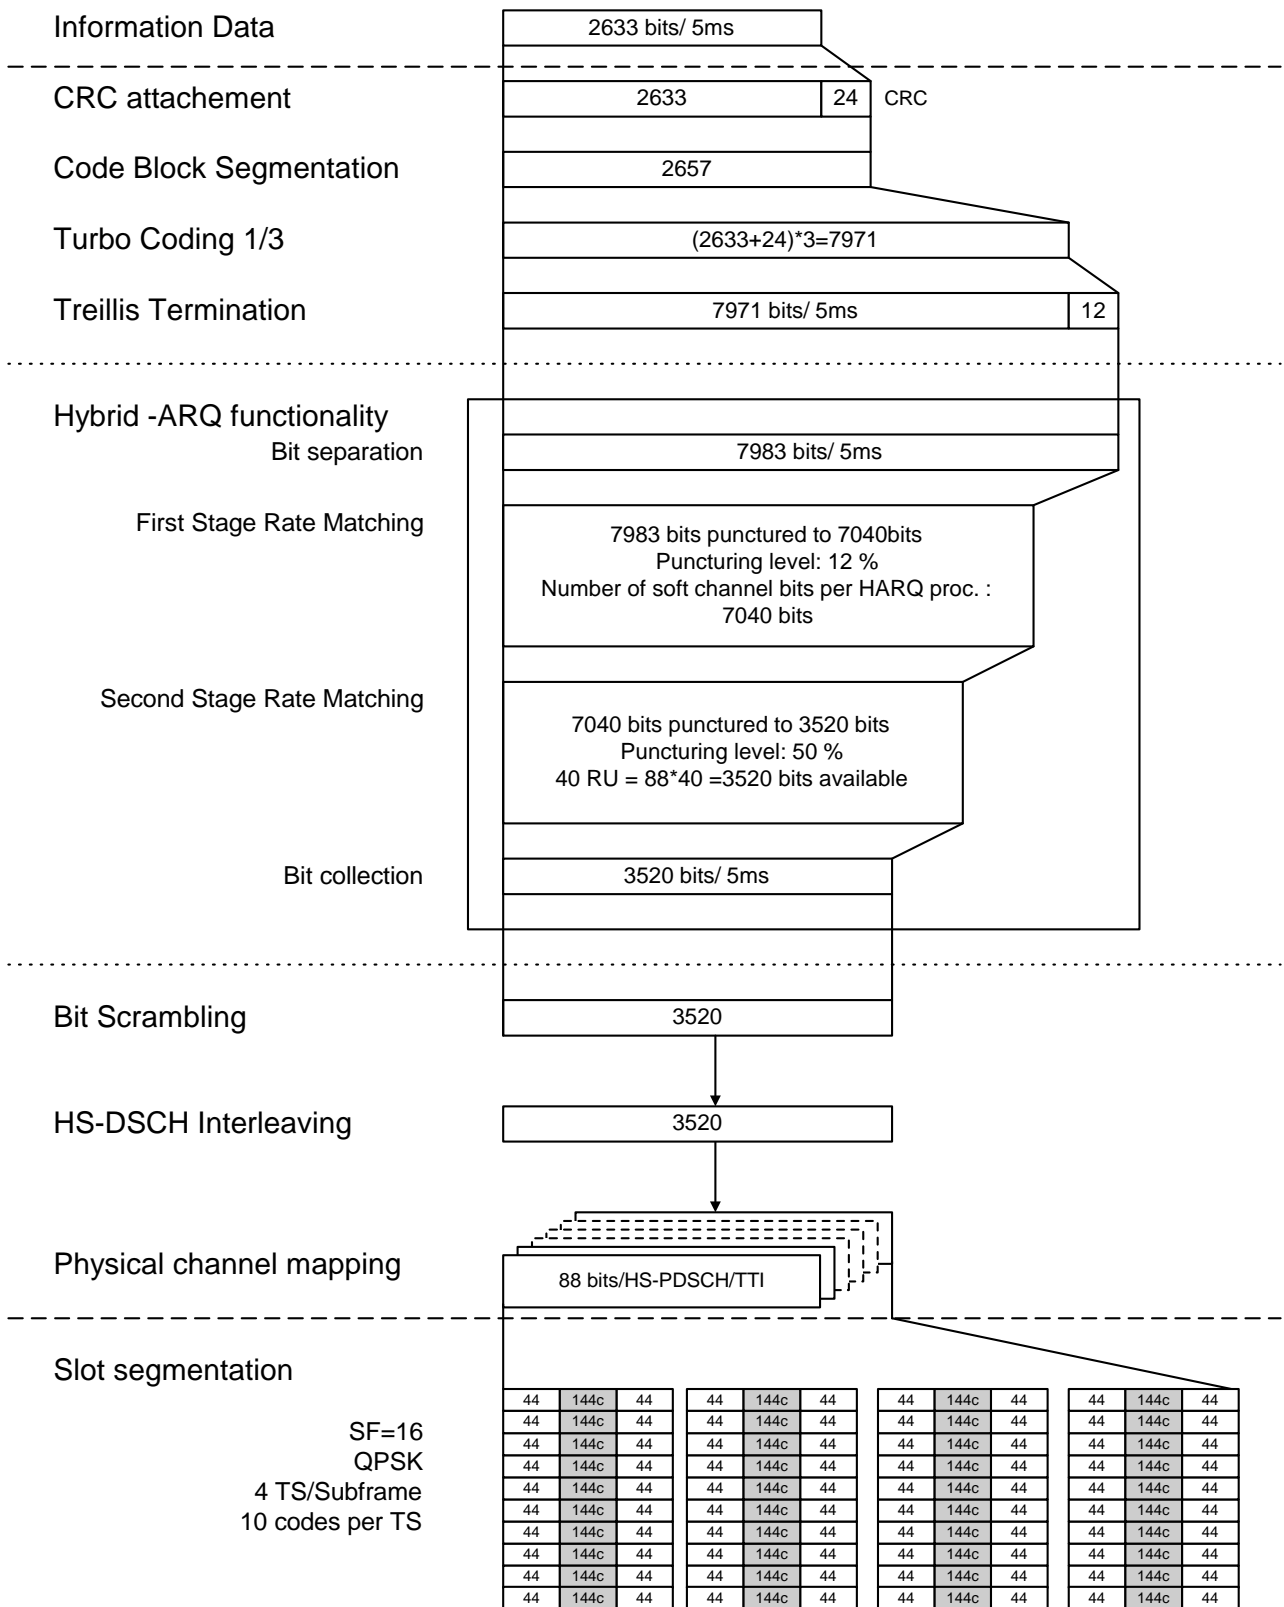 Information Data
2633 bits/ 5ms
CRC attachement
2633
24
CRC
Code Block Segmentation
2657
Turbo Coding 1/3
(2633+24)*3=7971
Treillis Termination
7971 bits/ 5ms
12
Hybrid -ARQ functionality
Bit separation
7983 bits/ 5ms
First Stage Rate Matching
7983 bits punctured to 7040bits
Puncturing level: 12 %
Number of soft channel bits per HARQ proc. :
7040 bits
Second Stage Rate Matching
7040 bits punctured to 3520 bits
Puncturing level: 50 %
40 RU = 88*40 =3520 bits available
Bit collection
3520 bits/ 5ms
Bit Scrambling
3520
HS-DSCH Interleaving
3520
Physical channel mapping
88 bits/HS-PDSCH/TTI
Slot segmentation
SF=16
QPSK
4 TS/Subframe
10 codes per TS
44 144c 44 44 144c 44 44 144c 44 44 144c 44
44 144c 44 44 144c 44 44 144c 44 44 144c 44
44 144c 44 44 144c 44 44 144c 44 44 144c 44
44 144c 44 44 144c 44 44 144c 44 44 144c 44
44 144c 44 44 144c 44 44 144c 44 44 144c 44
44 144c 44 44 144c 44 44 144c 44 44 144c 44
44 144c 44 44 144c 44 44 144c 44 44 144c 44
44 144c 44 44 144c 44 44 144c 44 44 144c 44
44 144c 44 44 144c 44 44 144c 44 44 144c 44
44 144c 44 44 144c 44 44 144c 44 44 144c 44